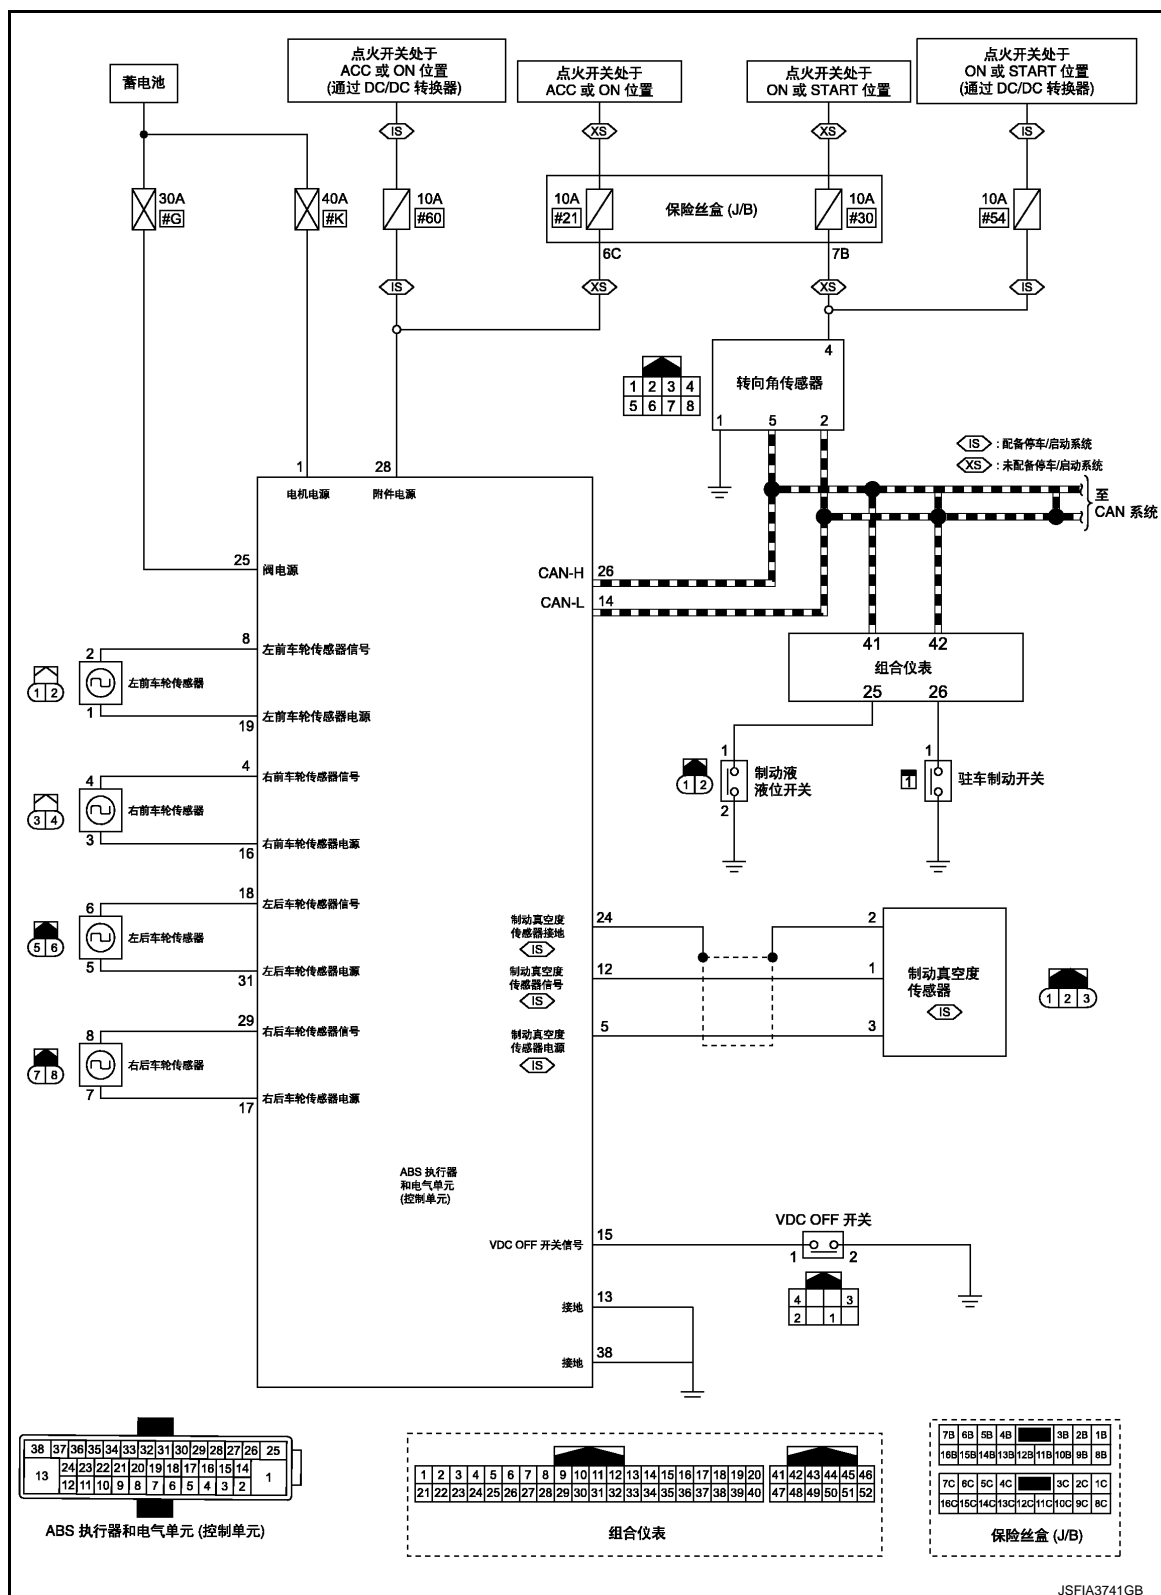 点火开关处于
ACC 或 ON 位置
(通过 DC/DC 转换器)
点火开关处于
ON 或 START 位置
(通过 DC/DC 转换器)
蓄电池
点火开关处于
ACC 或 ON 位置
点火开关处于
ON 或 START 位置
IS
XS
XS
IS
30A
#G
40A
#K
10A
#60
10A
#21
保险丝盒 (J/B)
10A
#30
10A
#54
6C
7B
IS
XS
XS
IS
4
转向角传感器
1 2 3 4
5 6 7 8
1 5 2
IS : 配备停车/启动系统
XS : 未配备停车/启动系统
1
28
电机电源
附件电源
至
CAN 系统
25
阀电源
CAN-H
26
CAN-L
14
8
左前车轮传感器信号
2
左前车轮传感器
1 2
1
19
左前车轮传感器电源
41 42
组合仪表
25 26
1
制动液
液位开关
1 2
2
1
驻车制动开关
1
4
右前车轮传感器信号
4
右前车轮传感器
3 4
3
16
右前车轮传感器电源
18
左后车轮传感器信号
6
左后车轮传感器
5 6
5
31
左后车轮传感器电源
29
右后车轮传感器信号
8
右后车轮传感器
7 8
7
17
右后车轮传感器电源
制动真空度
传感器接地
IS
24
2
制动真空度
传感器信号
IS
12
1
制动真空度
传感器电源
IS
5
3
制动真空度
传感器
IS
1 2 3
ABS 执行器
和电气单元
(控制单元)
VDC OFF 开关
VDC OFF 开关信号
15
1 2
4 3
2 1
接地
13
接地
38
38 37 36 35 34 33 32 31 30 29 28 27 26 25
13 24 23 22 21 20 19 18 17 16 15 14 1
12 11 10 9 8 7 6 5 4 3 2
ABS 执行器和电气单元 (控制单元)
1 2 3 4 5 6 7 8 9 10 11 12 13 14 15 16 17 18 19 20
21 22 23 24 25 26 27 28 29 30 31 32 33 34 35 36 37 38 39 40
41 42 43 44 45 46
47 48 49 50 51 52
组合仪表
7B 6B 5B 4B 3B 2B 1B
16B 15B 14B 13B 12B 11B 10B 9B 8B
7C 6C 5C 4C 3C 2C 1C
16C 15C 14C 13C 12C 11C 10C 9C 8C
保险丝盒 (J/B)
JSFIA3741GB